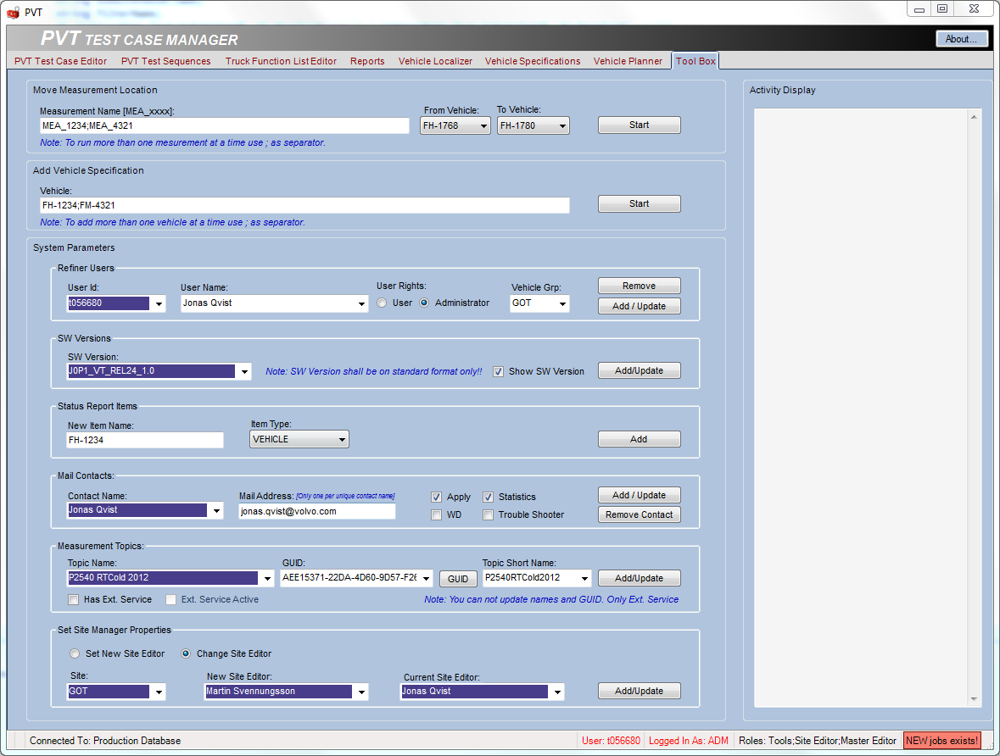 PVT
PVT TEST CASE MANAGER
About...
PVT Test Case Editor PVT Test Sequences Truck Function List Editor Reports Vehicle Localizer Vehicle Specifications Vehicle Planner Tool Box
Move Measurement Location
Measurement Name [MEA_xxxx]: From Vehicle: To Vehicle:
MEA_1234;MEA_4321 FH-1768 FH-1780 Start
Note: To run more than one mesurement at a time use ; as separator.
Add Vehicle Specification
Vehicle:
FH-1234;FM-4321 Start
Note: To add more than one vehicle at a time use ; as separator.
System Parameters
Refiner Users
User Id: User Name: User Rights: Vehicle Grp: Remove
t056680 Jonas Qvist User Administrator GOT Add / Update
SW Versions
SW Version:
J0P1_VT_REL24_1.0 Note: SW Version shall be on standard format only!! Show SW Version Add/Update
Status Report Items
New Item Name: Item Type:
FH-1234 VEHICLE Add
Mail Contacts:
Contact Name: Mail Address: [Only one per unique contact name] Apply Statistics Add / Update
Jonas Qvist jonas.qvist@volvo.com WD Trouble Shooter Remove Contact
Measurement Topics:
Topic Name: GUID: Topic Short Name:
P2540 RTCold 2012 AEE15371-22DA-4D60-9D57-F26 GUID P2540RTCold2012 Add/Update
Has Ext. Service Ext. Service Active Note: You can not update names and GUID. Only Ext. Service
Set Site Manager Properties
Set New Site Editor Change Site Editor
Site: New Site Editor: Current Site Editor:
GOT Martin Svennungsson Jonas Qvist Add/Update
Activity Display
Connected To: Production Database User: t056680 Logged In As: ADM Roles: Tools;Site Editor;Master Editor NEW jobs exists!